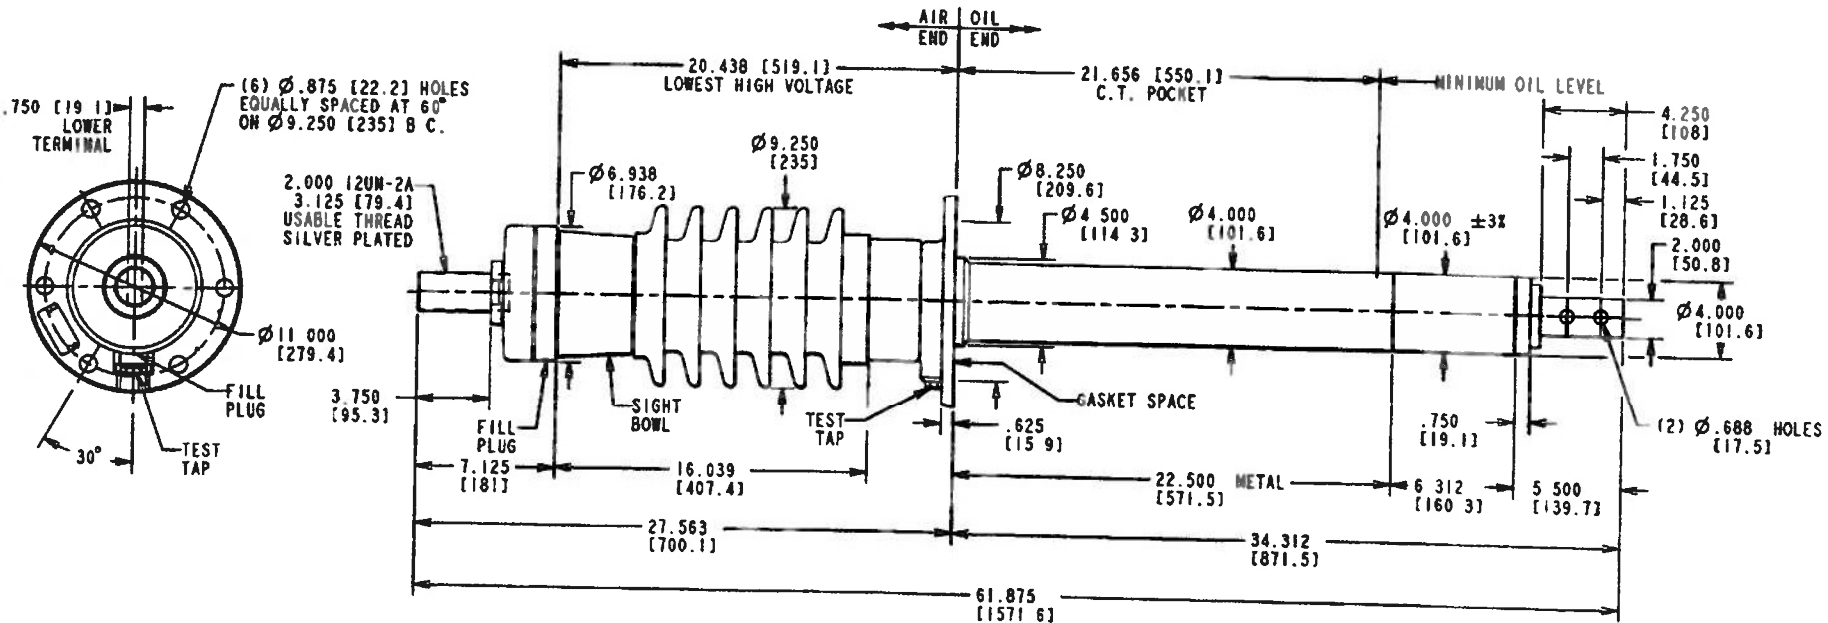 AIR OIL
END END
20.438 [519.1]
LOWEST HIGH VOLTAGE
21.656 [550.1]
C.T. POCKET
MINIMUM OIL LEVEL
(6) Ø.875 [22.2] HOLES
EQUALLY SPACED AT 60°
ON Ø9.250 [235] B C.
.750 [19 1]
LOWER
TERMINAL
4.250
[108]
1.750
[44.5]
1.125
[28.6]
2.000
[50.8]
Ø4.000
[101.6]
2.000 12UN-2A
3.125 [79.4]
USABLE THREAD
SILVER PLATED
Ø6.938
[176.2]
Ø9.250
[235]
Ø8.250
[209.6]
Ø4.500
[114 3]
Ø4.000
[101.6]
Ø4.000 ±3%
[101.6]
Ø11.000
[279.4]
FILL
PLUG
TEST
TAP
30°
3.750
[95.3]
FILL
PLUG
SIGHT
BOWL
TEST
TAP
GASKET SPACE
.625
[15 9]
.750
[19.1]
(2) Ø.688 HOLES
[17.5]
7.125
[181]
16.039
[407.4]
22.500 METAL
[571.5]
6 312
[160 3]
5 500
[139.7]
27.563
[700.1]
34.312
[871.5]
61.875
[1571 6]